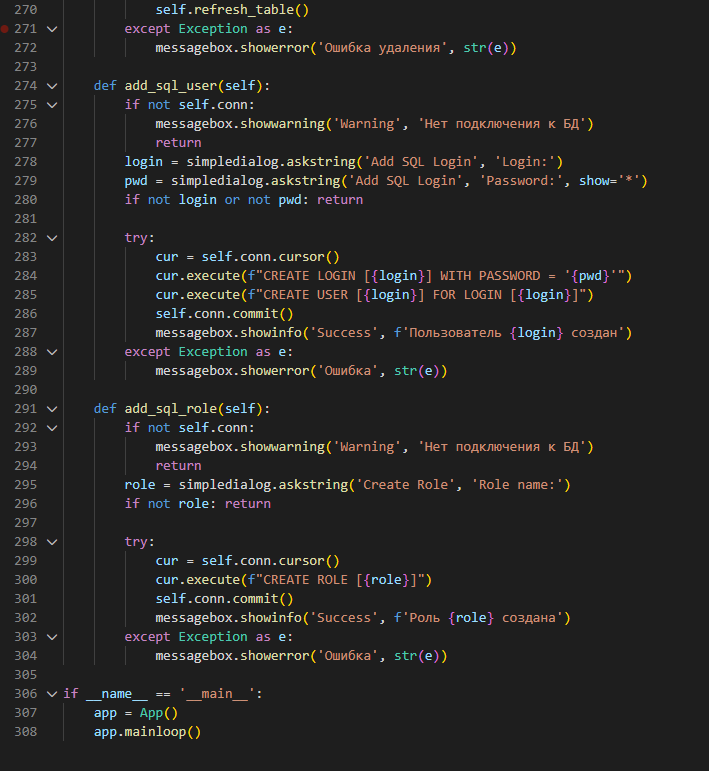 270 self.refresh_table()
271 except Exception as e:
272 messagebox.showerror('Ошибка удаления', str(e))
273
274 def add_sql_user(self):
275 if not self.conn:
276 messagebox.showwarning('Warning', 'Нет подключения к БД')
277 return
278 login = simpledialog.askstring('Add SQL Login', 'Login:')
279 pwd = simpledialog.askstring('Add SQL Login', 'Password:', show='*')
280 if not login or not pwd: return
281
282 try:
283 cur = self.conn.cursor()
284 cur.execute(f"CREATE LOGIN [{login}] WITH PASSWORD = '{pwd}'")
285 cur.execute(f"CREATE USER [{login}] FOR LOGIN [{login}]")
286 self.conn.commit()
287 messagebox.showinfo('Success', f'Пользователь {login} создан')
288 except Exception as e:
289 messagebox.showerror('Ошибка', str(e))
290
291 def add_sql_role(self):
292 if not self.conn:
293 messagebox.showwarning('Warning', 'Нет подключения к БД')
294 return
295 role = simpledialog.askstring('Create Role', 'Role name:')
296 if not role: return
297
298 try:
299 cur = self.conn.cursor()
300 cur.execute(f"CREATE ROLE [{role}]")
301 self.conn.commit()
302 messagebox.showinfo('Success', f'Роль {role} создана')
303 except Exception as e:
304 messagebox.showerror('Ошибка', str(e))
305
306 if __name__ == '__main__':
307 app = App()
308 app.mainloop()